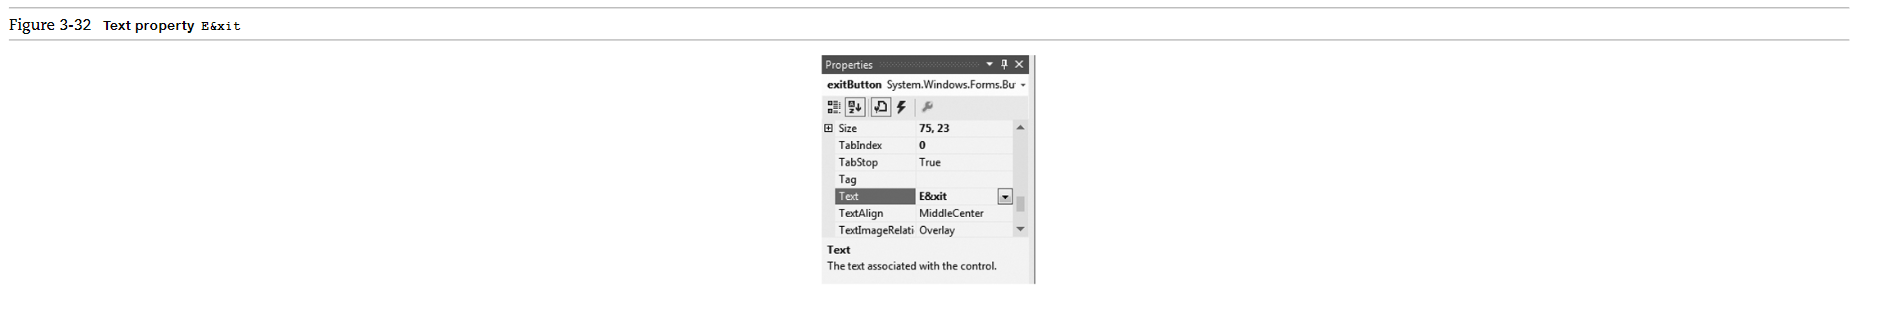 Figure 3-32 Text property E&xit
Properties
exitButton System.Windows.Forms.Bu
Size 75, 23
TabIndex 0
TabStop True
Tag
Text E&xit
TextAlign MiddleCenter
TextImageRelati Overlay
Text
The text associated with the control.